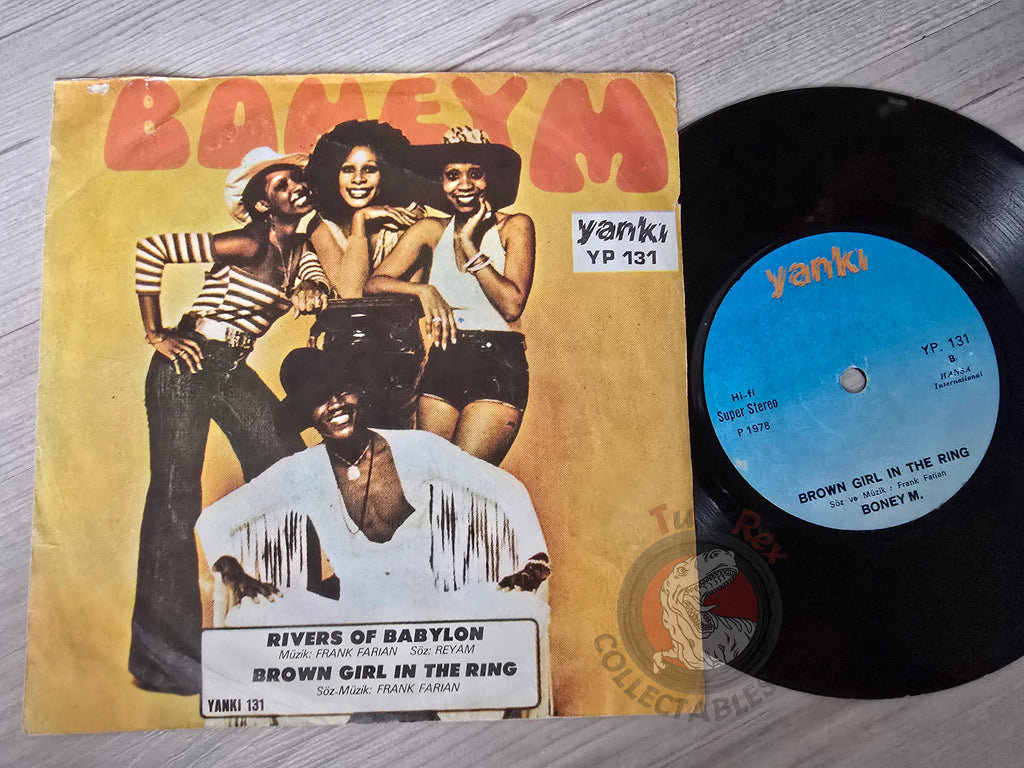 BONEY M
yankı
YP 131
RIVERS OF BABYLON
Müzik: FRANK FARIAN Söz: REYAM
BROWN GIRL IN THE RING
Söz-Müzik: FRANK FARIAN
YANKI 131
yankı
YP. 131
B
HANSA
International
Hi-fi
Super Stereo
P 1978
BROWN GIRL IN THE RING
Söz ve Müzik : Frank Farian
BONEY M.
Rex
COLLECTABLES